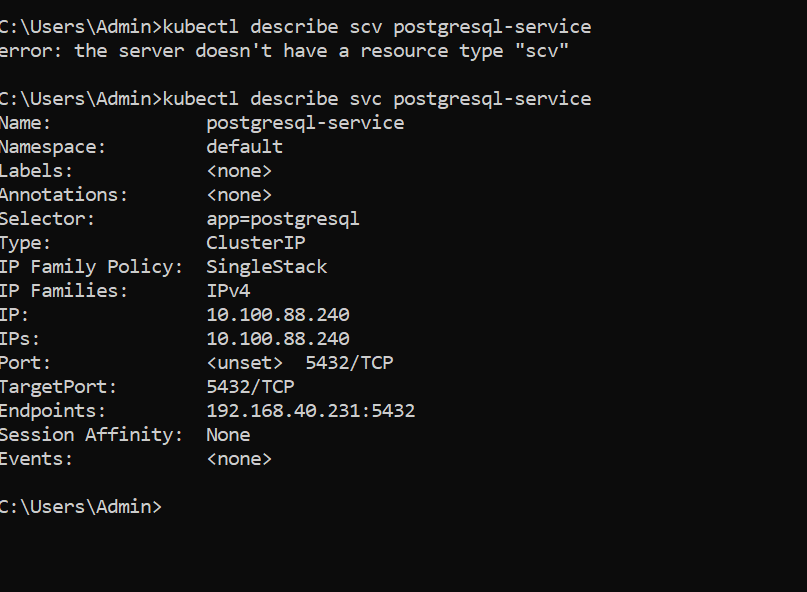 C:\Users\Admin>kubectl describe scv postgresql-service
error: the server doesn't have a resource type "scv"
C:\Users\Admin>kubectl describe svc postgresql-service
Name:              postgresql-service
Namespace:         default
Labels:            <none>
Annotations:       <none>
Selector:          app=postgresql
Type:              ClusterIP
IP Family Policy:  SingleStack
IP Families:       IPv4
IP:                10.100.88.240
IPs:               10.100.88.240
Port:              <unset>  5432/TCP
TargetPort:        5432/TCP
Endpoints:         192.168.40.231:5432
Session Affinity:  None
Events:            <none>
C:\Users\Admin>